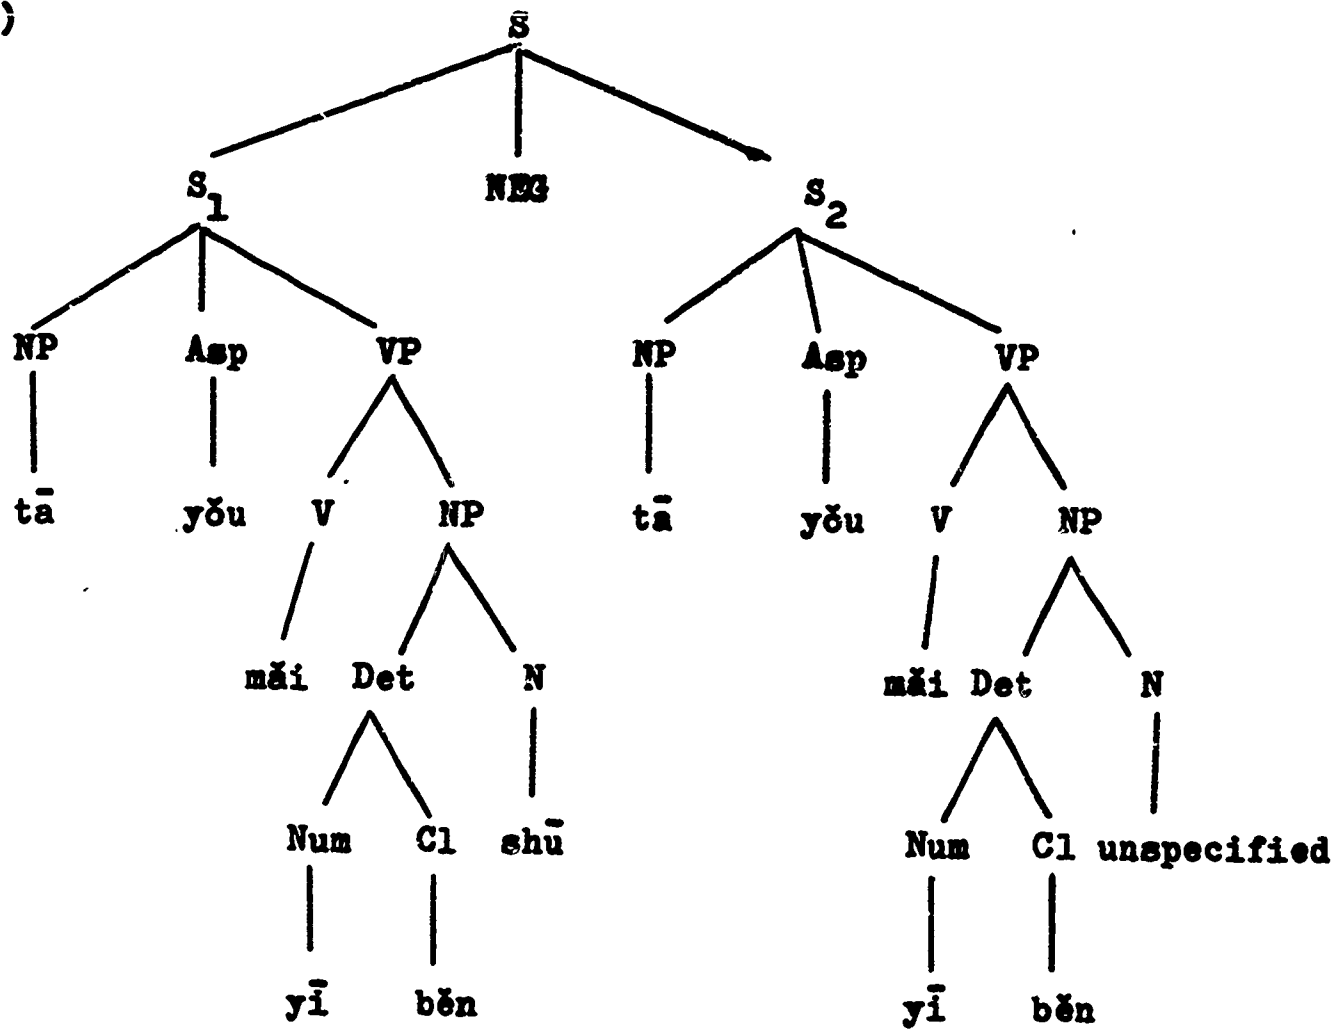 )
S̄
S1 NEG S2
NP Asp VP NP Asp VP
tā yǒu V NP tā yǒu V NP
mǎi Det N mǎi Det N
Num Cl shū Num Cl unspecified
yī běn yī běn